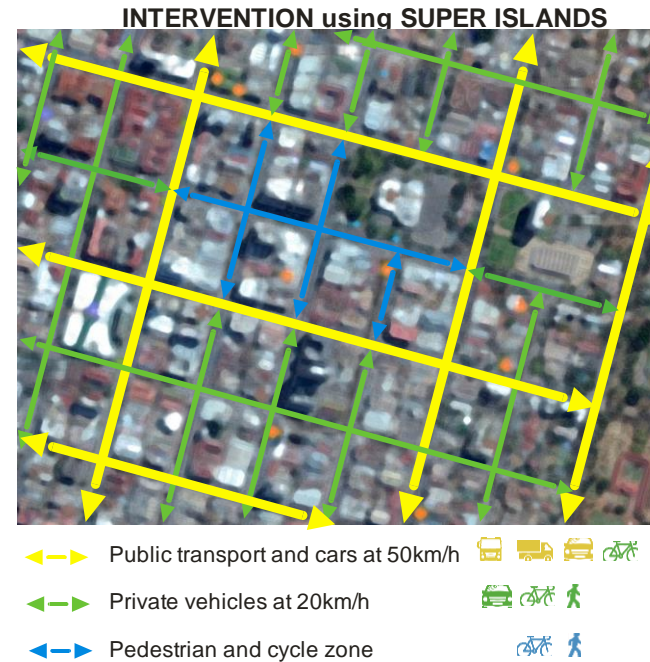 INTERVENTION using SUPER ISLANDS
Public transport and cars at 50km/h
Private vehicles at 20km/h
Pedestrian and cycle zone